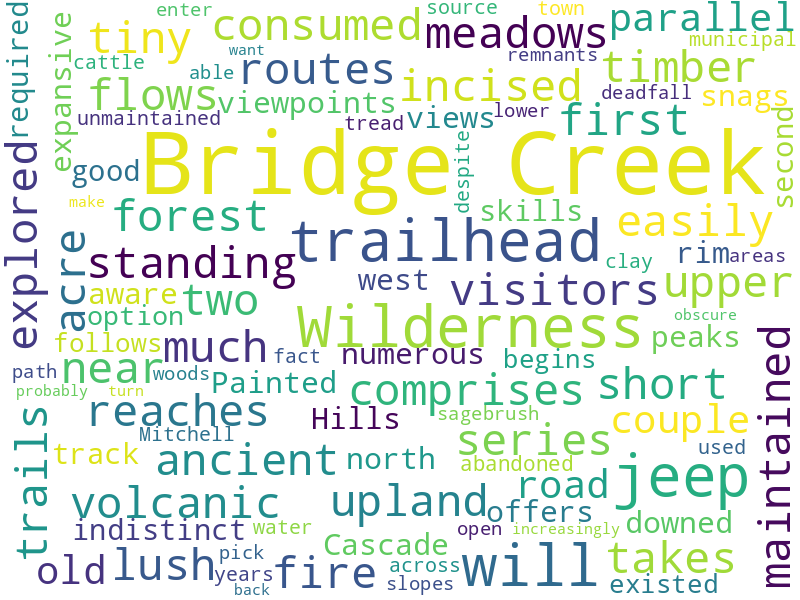 enter source town
required expansive tiny consumed meadows parallel
want remnants municipal
cattle able routes incised timber
flows viewpoints deadfall snags
unmaintained tread views lower first
good Bridge Creek despite second
make forest skills easily
explored acre standing trailhead rim areas
west clay visitors upper
aware two Wilderness
option obscure
follows much numerous peaks
path near woods fact begins
probably turn Painted comprises short
trails reaches Hills sagebrush couple maintained
Mitchell series used
track ancient north abandoned road jeep
volcanic upland offers downed
indistinct water open increasingly
old lush pick Cascade across will takes
years fire slopes existed
back